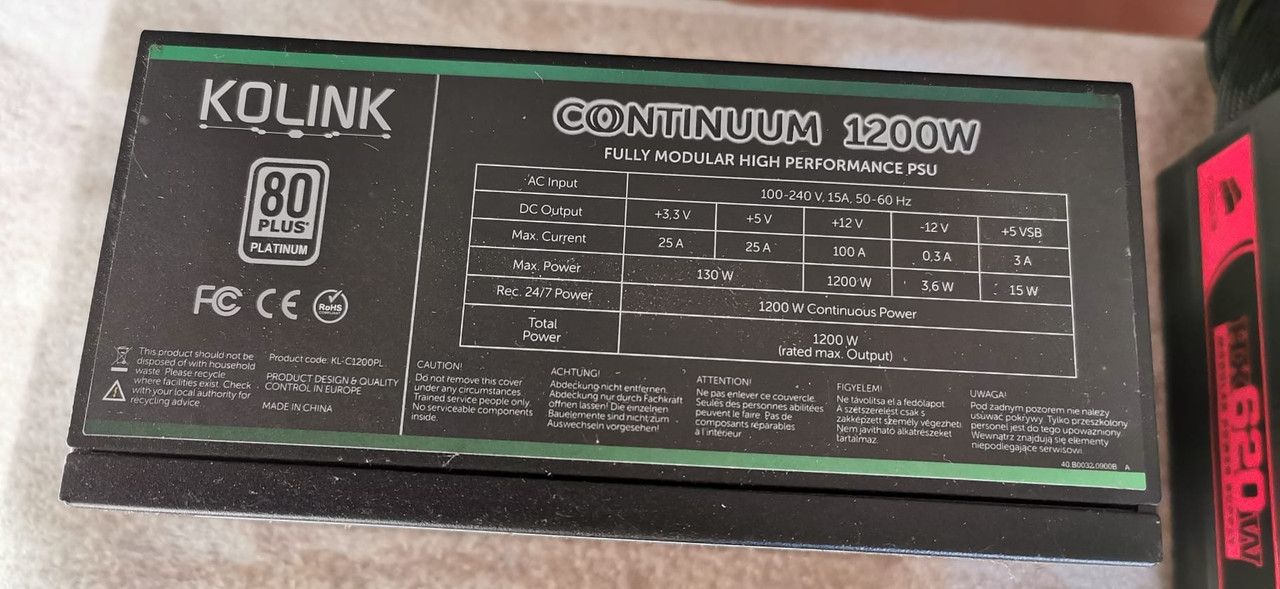 KOLINK
80
PLUS
PLATINUM
FC CE RoHS
This product should not be
disposed of with household
waste. Please recycle
where facilities exist. Check
with your local authority for
recycling advice.
Product code: KL-C1200PL
PRODUCT DESIGN & QUALITY
CONTROL IN EUROPE
MADE IN CHINA
CONTINUUM 1200W
FULLY MODULAR HIGH PERFORMANCE PSU
AC Input 100-240 V, 15A, 50-60 Hz
DC Output +3,3 V +5 V +12 V -12 V +5 VSB
Max. Current 25 A 25 A 100 A 0,3 A 3 A
Max. Power 130 W 1200 W 3,6 W 15 W
Rec. 24/7 Power 1200 W Continuous Power
Total
Power
1200 W
(rated max. Output)
CAUTION!
Do not remove this cover
under any circumstances.
Trained service people only.
No serviceable components
inside.
ACHTUNG!
Abdeckung nicht entfernen.
Abdeckung nur durch Fachkraft
öffnen lassen! Die einzelnen
Bauelemente sind nicht zum
Auswechseln vorgesehen!
ATTENTION!
Ne pas enlever ce couvercle.
Seules des personnes abilitées
peuvent le faire. Pas de
composants réparables
à l'interieur
FIGYELEM!
Ne távolítsa el a fedőlapot.
A szétszerelést csak s
zakképzett személy végezheti.
Nem javítható alkatrészeket
tartalmaz.
UWAGA!
Pod żadnym pozorem nie nalezy
usuwać pokrywy. Tylko przeszkolony
personel jest do tego upowazniony.
Wewnątrz znajdują się elementy
niepodlegające serwisowi.
40.B0032.0900B A
HX620W
MODULAR POWER SUPPLY